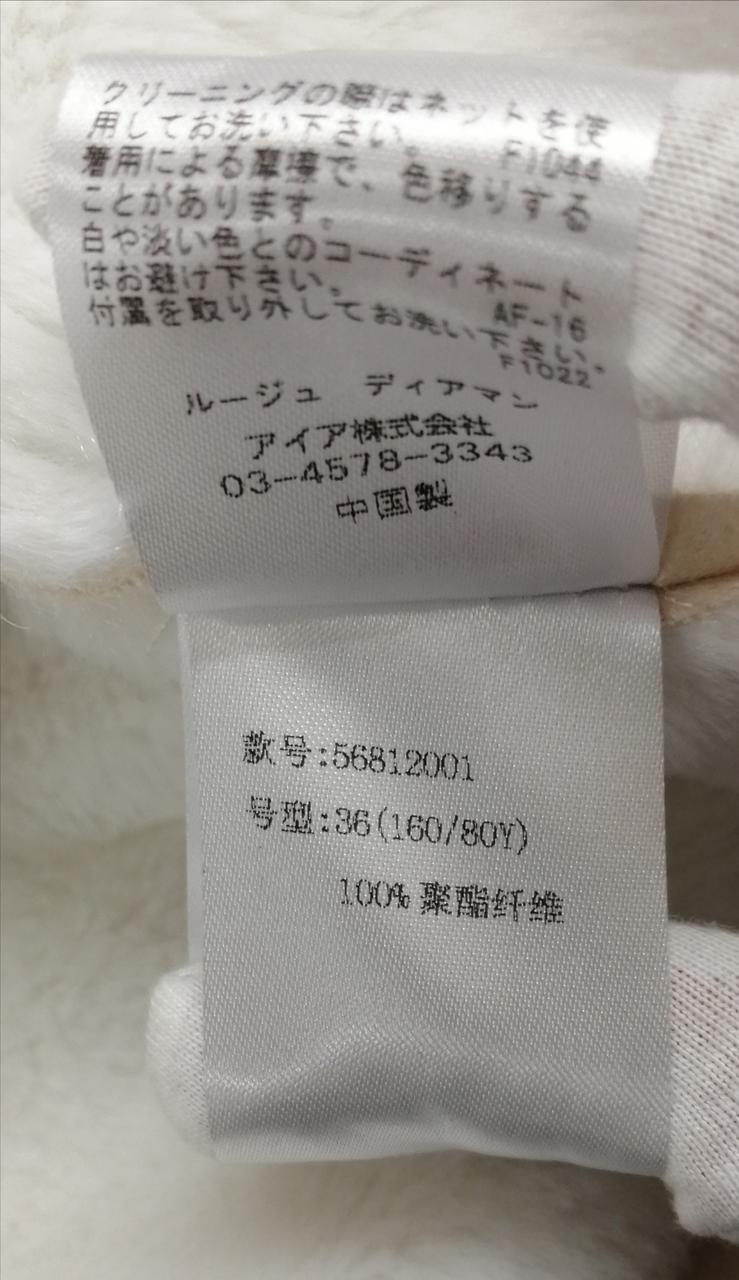 クリーニングの際はネットを使
用してお洗い下さい。
F1044
着用による摩擦で、色移りする
ことがあります。
白や淡い色とのコーディネート
はお避け下さい。
AF-16
付属を取り外してお洗い下さい。
F1022
ルージュ ディアマン
アイア株式会社
03-4578-3343
中国製
款号:56812001
号型:36(160/80Y)
100% 聚酯纤维